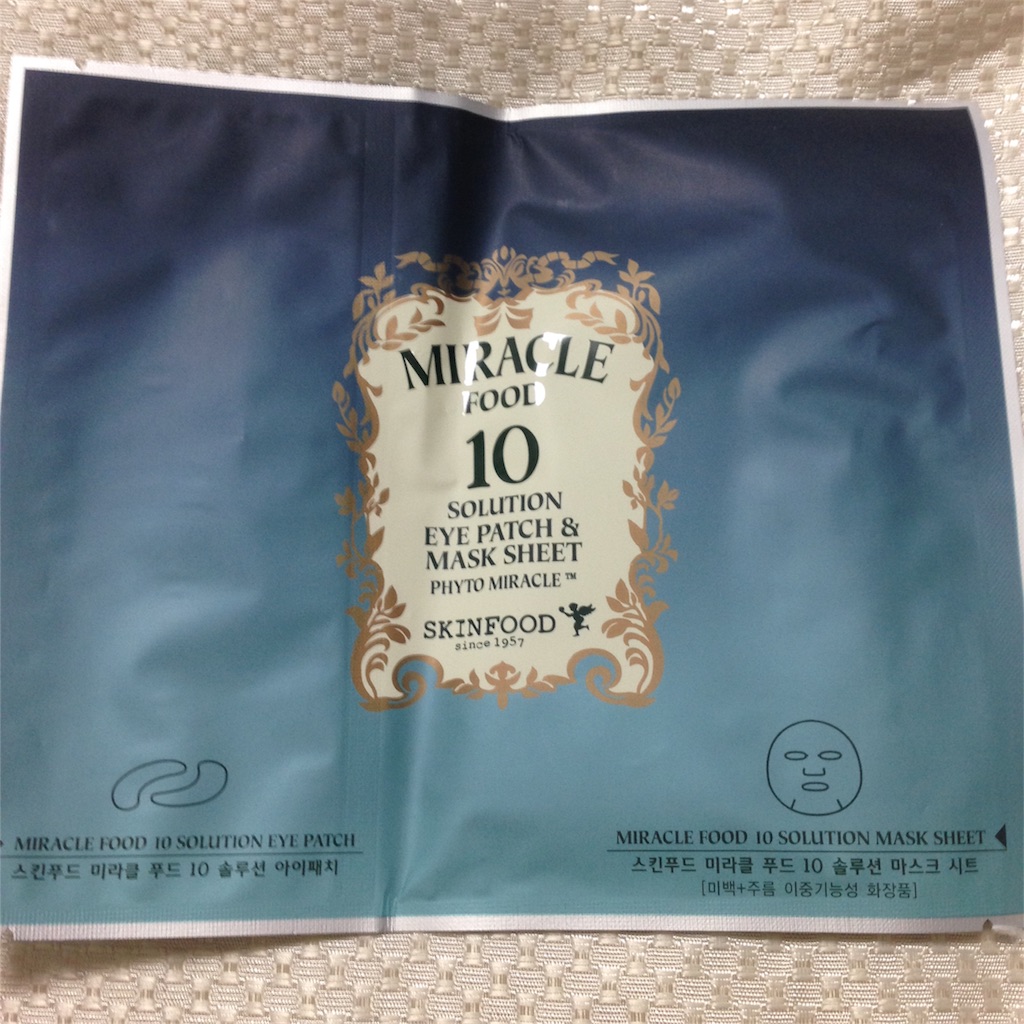 MIRACLE
FOOD
10
SOLUTION
EYE PATCH &
MASK SHEET
PHYTO MIRACLE™
SKINFOOD
since 1957
MIRACLE FOOD 10 SOLUTION EYE PATCH
스킨푸드 미라클 푸드 10 솔루션 아이패치
MIRACLE FOOD 10 SOLUTION MASK SHEET
스킨푸드 미라클 푸드 10 솔루션 마스크 시트
[미백+주름 이중기능성 화장품]